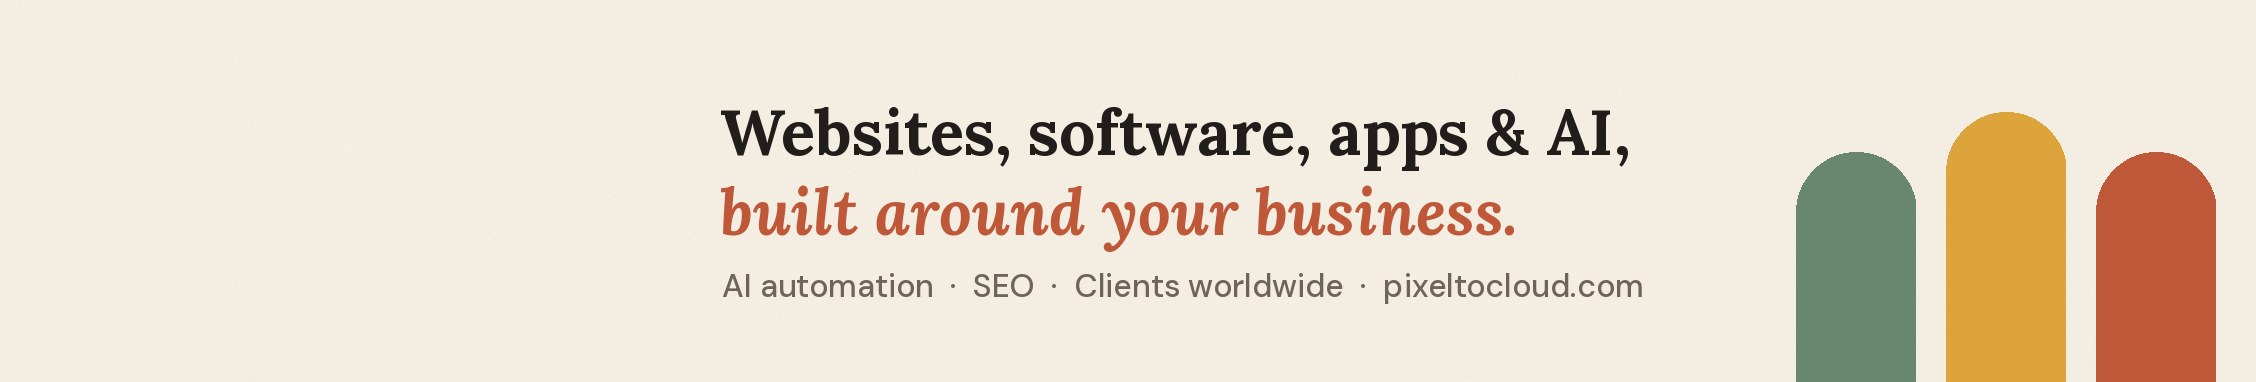 Websites, software, apps & AI,
built around your business.
AI automation · SEO · Clients worldwide · pixeltocloud.com